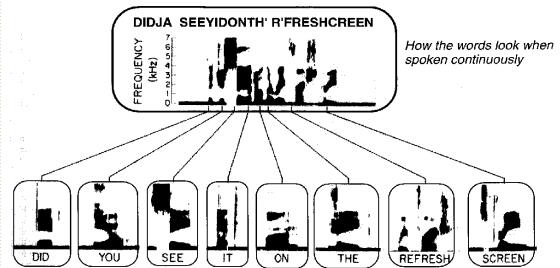 DIDJA SEEYIDONTH' R'FRESHCREEN
How the words look when
spoken continuously
FREQUENCY
(kHz)
7
6
5
4
3
2
1
0
DID
YOU
SEE
IT
ON
THE
REFRESH
SCREEN